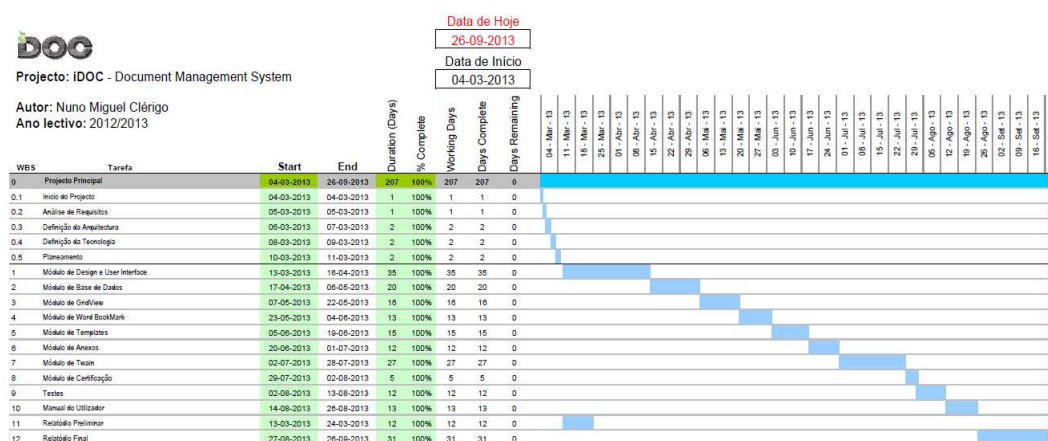 Data de Hoje
26-09-2013
Data de Início
04-03-2013
iDOC
Projecto: iDOC - Document Management System
Autor: Nuno Miguel Clérigo
Ano lectivo: 2012/2013
WBS Tarefa Start End Duration (Days) % Complete Working Days Days Complete Days Remaining 04 - Mar - 13 11 - Mar - 13 18 - Mar - 13 25 - Mar - 13 01 - Abr - 13 08 - Abr - 13 15 - Abr - 13 22 - Abr - 13 29 - Abr - 13 06 - Mai - 13 13 - Mai - 13 20 - Mai - 13 27 - Mai - 13 03 - Jun - 13 10 - Jun - 13 17 - Jun - 13 24 - Jun - 13 01 - Jul - 13 08 - Jul - 13 15 - Jul - 13 22 - Jul - 13 29 - Jul - 13 05 - Ago - 13 12 - Ago - 13 19 - Ago - 13 26 - Ago - 13 02 - Set - 13 09 - Set - 13 16 - Set - 13
0 Projecto Principal 04-03-2013 26-09-2013 207 100% 207 207 0
0.1 Inicio do Projecto 04-03-2013 04-03-2013 1 100% 1 1 0
0.2 Análise de Requisitos 05-03-2013 05-03-2013 1 100% 1 1 0
0.3 Definição da Arquitectura 06-03-2013 07-03-2013 2 100% 2 2 0
0.4 Definição da Tecnologia 08-03-2013 09-03-2013 2 100% 2 2 0
0.5 Planeamento 10-03-2013 11-03-2013 2 100% 2 2 0
1 Módulo de Design e User Interface 13-03-2013 16-04-2013 35 100% 35 35 0
2 Módulo de Base de Dados 17-04-2013 06-05-2013 20 100% 20 20 0
3 Módulo de GridView 07-05-2013 22-05-2013 16 100% 16 16 0
4 Módulo de Word BookMark 23-05-2013 04-06-2013 13 100% 13 13 0
5 Módulo de Templates 05-06-2013 19-06-2013 15 100% 15 15 0
6 Módulo de Anexos 20-06-2013 01-07-2013 12 100% 12 12 0
7 Módulo de Twain 02-07-2013 28-07-2013 27 100% 27 27 0
8 Módulo de Certificação 29-07-2013 02-08-2013 5 100% 5 5 0
9 Testes 02-08-2013 13-08-2013 12 100% 12 12 0
10 Manual do Utilizador 14-08-2013 26-08-2013 13 100% 13 13 0
11 Relatódio Preliminar 13-03-2013 24-03-2013 12 100% 12 12 0
12 Relatódio Final 27-08-2013 26-09-2013 31 100% 31 31 0